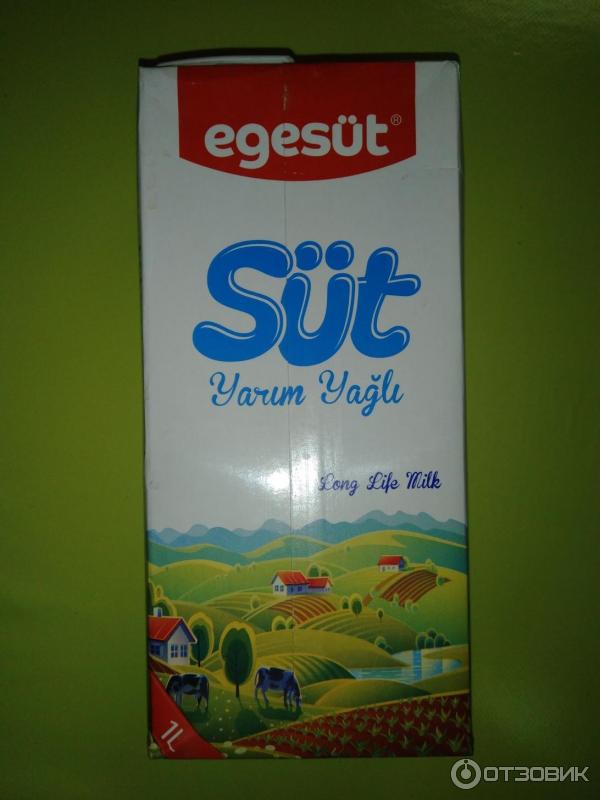 egesüt®
Süt
Yarım Yağlı
Long Life Milk
1L
ОТЗОВИК